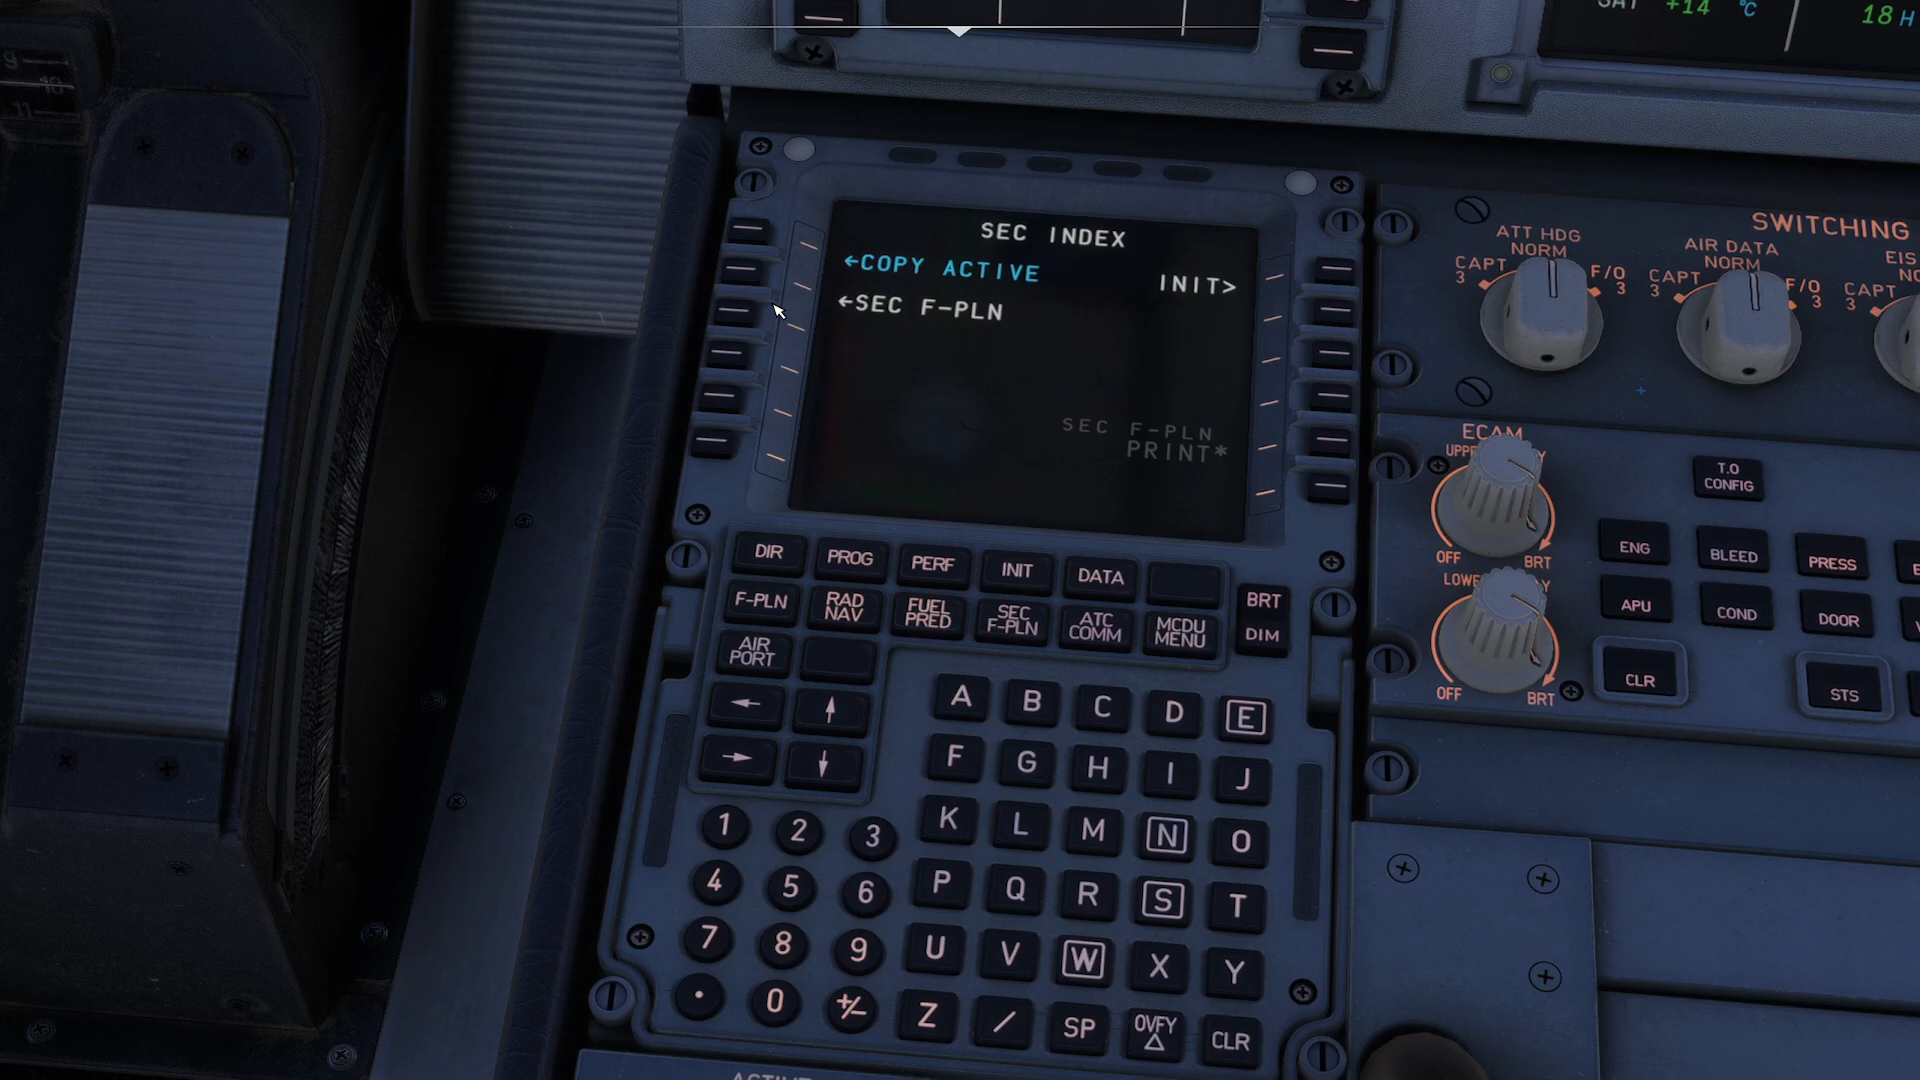 SAT +14 °C
18 H
9
10
11
SEC INDEX
←COPY ACTIVE
INIT>
←SEC F-PLN
SEC F-PLN
PRINT*
DIR
PROG
PERF
INIT
DATA
F-PLN
RAD
NAV
FUEL
PRED
SEC
F-PLN
ATC
COMM
MCDU
MENU
BRT
DIM
AIR
PORT
←
↑
→
↓
A B C D E
F G H I J
K L M N O
P Q R S T
U V W X Y
Z / SP OVFY
△
CLR
1 2 3
4 5 6
7 8 9
. 0 +/-
SWITCHING
ATT HDG
NORM
CAPT
3
F/O
3
AIR DATA
NORM
CAPT
3
F/O
3
EIS
NOR
CAPT
3
ECAM
OFF
BRT
OFF
BRT
T.O
CONFIG
ENG
BLEED
PRESS
APU
COND
DOOR
CLR
STS